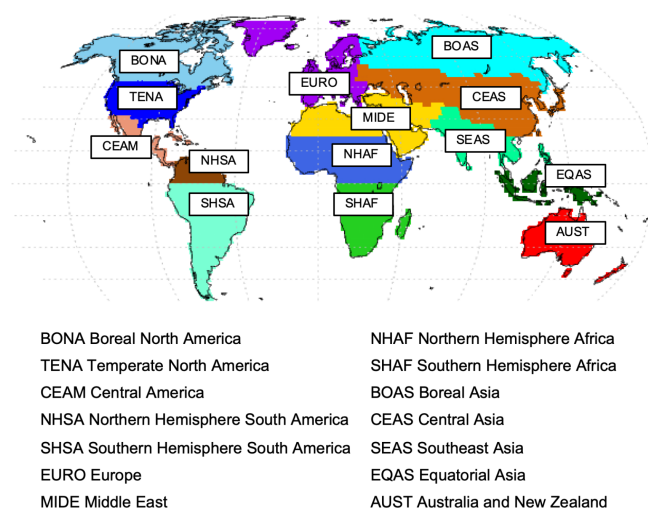 BOAS
BONA
EURO
TENA
CEAS
MIDE
SEAS
CEAM
NHAF
NHSA
EQAS
SHSA
SHAF
AUST
BONA Boreal North America
TENA Temperate North America
CEAM Central America
NHSA Northern Hemisphere South America
SHSA Southern Hemisphere South America
EURO Europe
MIDE Middle East
NHAF Northern Hemisphere Africa
SHAF Southern Hemisphere Africa
BOAS Boreal Asia
CEAS Central Asia
SEAS Southeast Asia
EQAS Equatorial Asia
AUST Australia and New Zealand